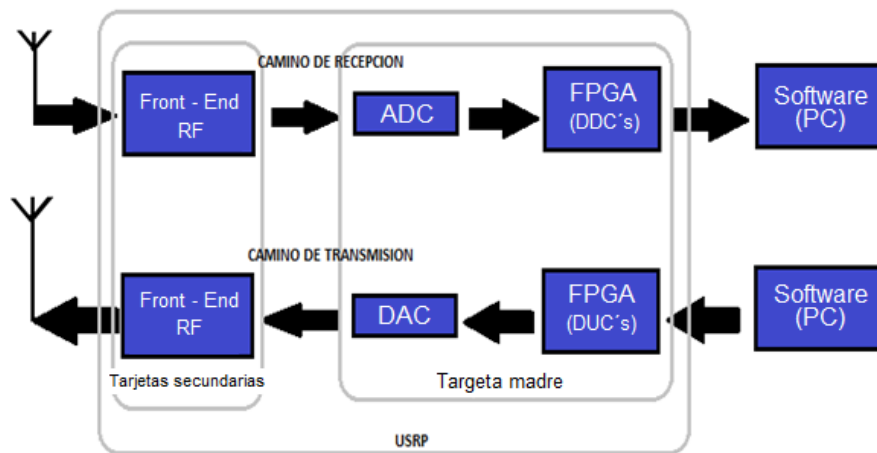 CAMINO DE RECEPCION
Front - End
RF
ADC
FPGA
(DDC´s)
Software
(PC)
CAMINO DE TRANSMISION
Front - End
RF
DAC
FPGA
(DUC´s)
Software
(PC)
Tarjetas secundarias
Targeta madre
USRP